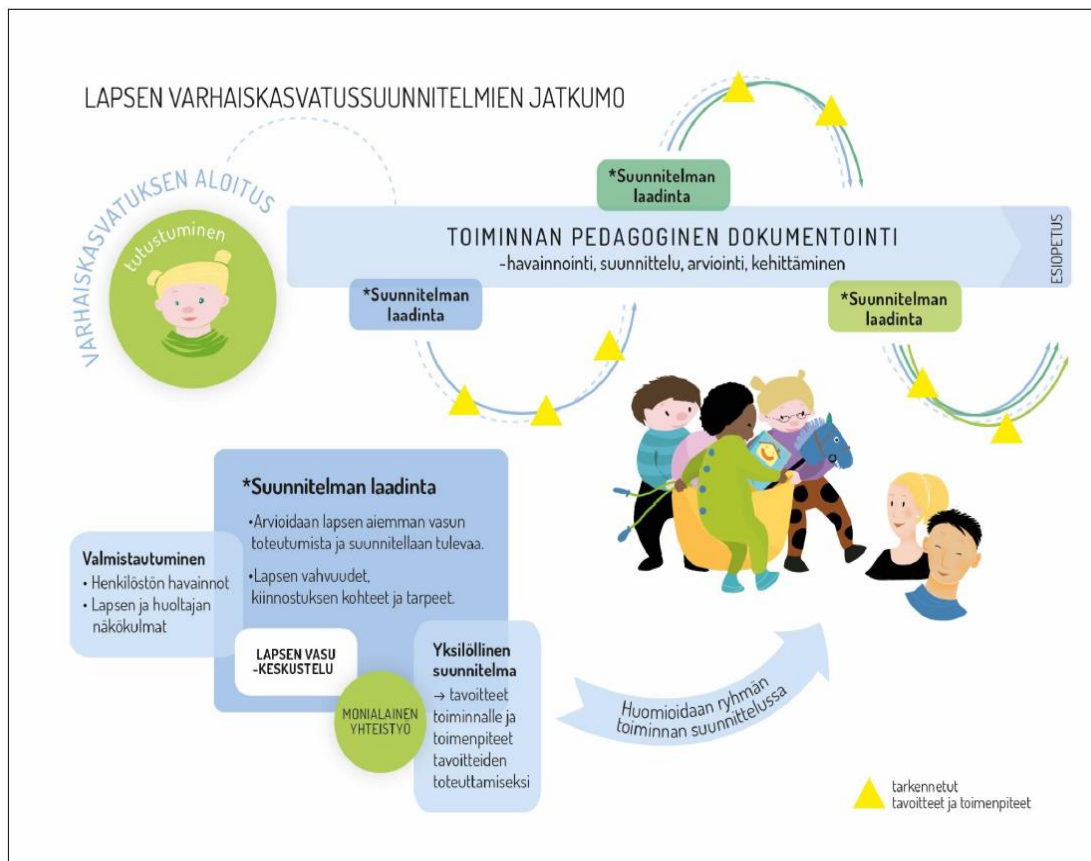 LAPSEN VARHAISKASVATUSSUUNNITELMIEN JATKUMO
VARHAISKASVATUKSEN ALOITUS
tutustuminen
*Suunnitelman
laadinta
TOIMINNAN PEDAGOGINEN DOKUMENTOINTI
-havainnointi, suunnittelu, arviointi, kehittäminen
ESIOPETUS
*Suunnitelman
laadinta
*Suunnitelman
laadinta
*Suunnitelman laadinta
•Arvioidaan lapsen aiemman vasun
toteutumista ja suunnitellaan tulevaa.
•Lapsen vahvuudet,
kiinnostuksen kohteet ja tarpeet.
Valmistautuminen
• Henkilöstön havainnot
• Lapsen ja huoltajan
näkökulmat
LAPSEN VASU
-KESKUSTELU
MONIALAINEN
YHTEISTYÖ
Yksilöllinen
suunnitelma
→ tavoitteet
toiminnalle ja
toimenpiteet
tavoitteiden
toteuttamiseksi
Huomioidaan ryhmän
toiminnan suunnittelussa
tarkennetut
tavoitteet ja toimenpiteet